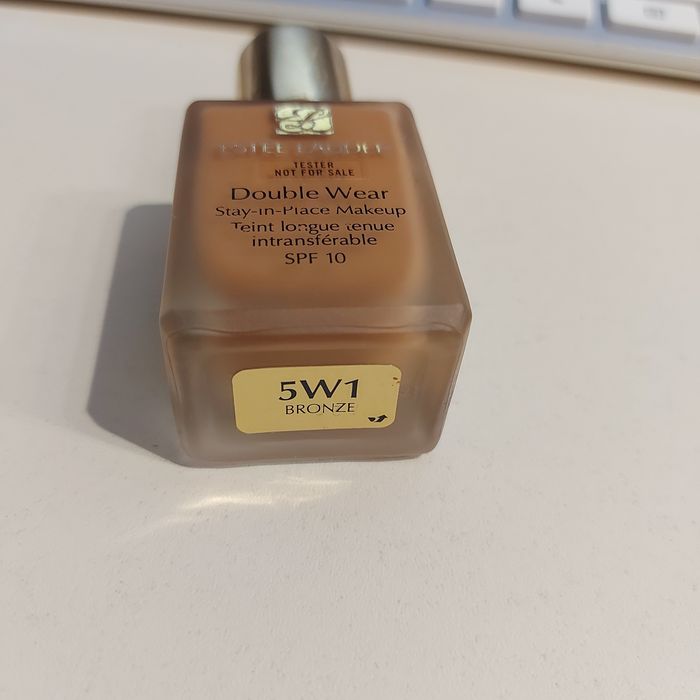 ESTEE LAUDER
TESTER
NOT FOR SALE
Double Wear
Stay-in-Place Makeup
Teint longue tenue
intransférable
SPF 10
5W1
BRONZE